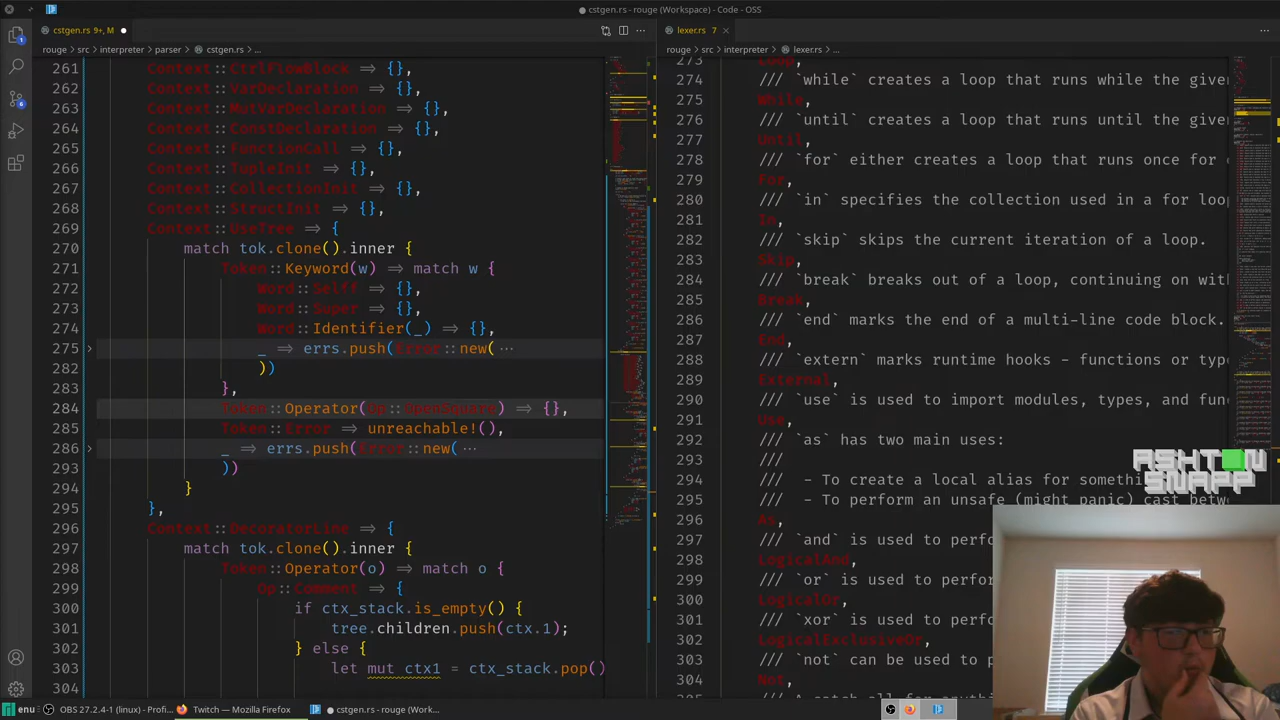 cstgen.rs - rouge (Workspace) - Code - OSS
cstgen.rs 9+, M
rouge > src > interpreter > parser > cstgen.rs > ...
261 Context::CtrlFlowBlock => {},
262 Context::VarDeclaration => {},
263 Context::MutVarDeclaration => {},
264 Context::ConstDeclaration => {},
265 Context::FunctionCall => {},
266 Context::TupleInit => {},
267 Context::CollectionInit => {},
268 Context::StructInit => {},
269 Context::UseTree => {
270 match tok.clone().inner {
271 Token::Keyword(w) => match w {
272 Word::Selff => {},
273 Word::Super => {},
274 Word::Identifier(_) => {},
275 _ => errs.push(Error::new( ...
282 ))
283 },
284 Token::Operator(Op::OpenSquare) => {},
285 Token::Error => unreachable!(),
286 _ => errs.push(Error::new( ...
293 ))
294 }
295 },
296 Context::DecoratorLine => {
297 match tok.clone().inner {
298 Token::Operator(o) => match o {
299 Op::Comment => {
300 if ctx_stack.is_empty() {
301 tree.children.push(ctx.1);
302 } else {
303 let mut ctx1 = ctx_stack.pop()
304
lexer.rs 7
rouge > src > interpreter > lexer.rs > ...
273 Loop,
274 /// `while` creates a loop that runs while the give
275 While,
276 /// `until` creates a loop that runs until the give
277 Until,
278 /// `for` either creates a loop that runs for
279 For,
280 /// `in` specifies the collection used in a for loo
281 In,
282 /// `skip` skips the current iteration of a loop.
283 Skip,
284 /// `break` breaks out of a loop, continuing wit
285 Break,
286 /// `end` marks the end of a multi-line code block.
287 End,
288 /// `extern` marks runtime hooks - functions or type
289 External,
290 /// `use` is used to import modules, types, and func
291 Use,
292 /// `as` has two main uses:
293 ///
294 /// - To create a local alias for somethi
295 /// - To perform an unsafe (might panic) cast betw
296 As,
297 /// `and` is used to perfo
298 LogicalAnd,
299 /// `or` is used to perfor
300 LogicalOr,
301 /// `xor` is used to perfo
302 LogicalExclusiveOr,
303 /// `not` can be used to p
304 Not,
ASHTON
SNAPP
enu
OBS 27.2.4-1 (linux) - Profi...
Twitch — Mozilla Firefox
rouge (Work...